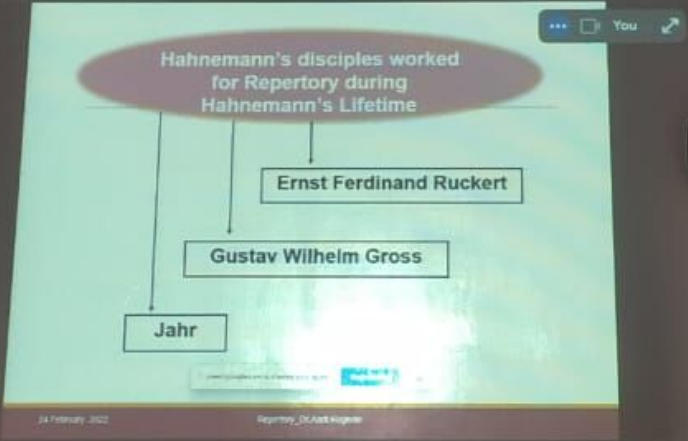 You
Hahnemann's disciples worked
for Repertory during
Hahnemann's Lifetime
Ernst Ferdinand Ruckert
Gustav Wilhelm Gross
Jahr
24 February 2022
Repertory_Dr.